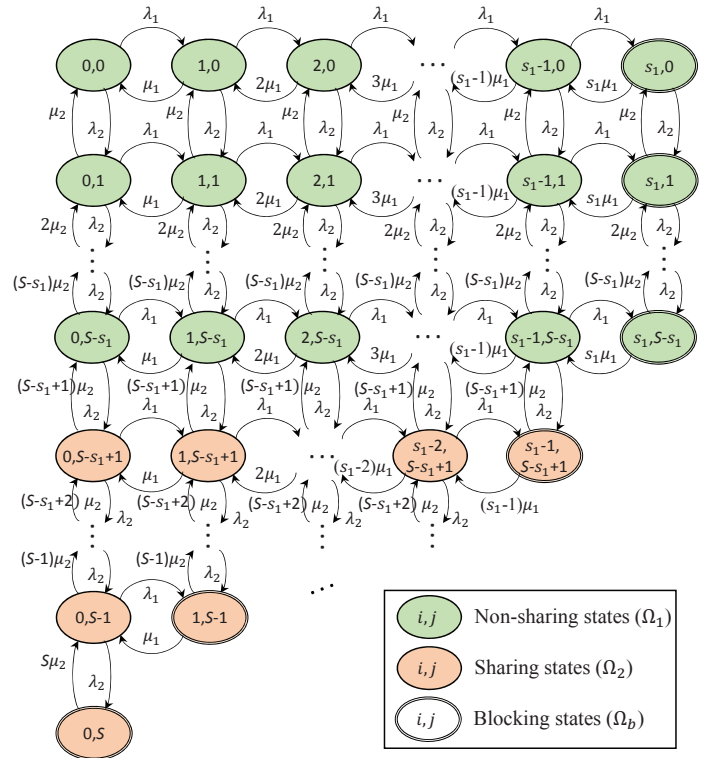 λ₁ λ₁ λ₁ λ₁ λ₁
0,0 1,0 2,0 ··· s₁-1,0 s₁,0
μ₁ 2μ₁ 3μ₁ (s₁-1)μ₁ s₁μ₁
μ₂ λ₂ μ₂ λ₂ μ₂ λ₂ μ₂ λ₂ μ₂ λ₂ μ₂ λ₂
λ₁ λ₁ λ₁ λ₁ λ₁
0,1 1,1 2,1 ··· s₁-1,1 s₁,1
μ₁ 2μ₁ 3μ₁ (s₁-1)μ₁ s₁μ₁
2μ₂ λ₂ 2μ₂ λ₂ 2μ₂ λ₂ 2μ₂ λ₂ 2μ₂ λ₂ 2μ₂ λ₂
(S-s₁)μ₂ λ₂ (S-s₁)μ₂ λ₂ (S-s₁)μ₂ λ₂ (S-s₁)μ₂ λ₂ (S-s₁)μ₂ λ₂ (S-s₁)μ₂ λ₂
λ₁ λ₁ λ₁ λ₁ λ₁
0,S-s₁ 1,S-s₁ 2,S-s₁ ··· s₁-1,S-s₁ s₁,S-s₁
μ₁ 2μ₁ 3μ₁ (s₁-1)μ₁ s₁μ₁
(S-s₁+1)μ₂ λ₂ (S-s₁+1)μ₂ λ₂ (S-s₁+1)μ₂ λ₂ (S-s₁+1)μ₂ λ₂ (S-s₁+1)μ₂ λ₂
λ₁ λ₁ λ₁ λ₁
0,S-s₁+1 1,S-s₁+1 ··· s₁-2,
S-s₁+1
s₁-1,
S-s₁+1
μ₁ 2μ₁ (s₁-2)μ₁ (s₁-1)μ₁
(S-s₁+2) μ₂ λ₂ (S-s₁+2) μ₂ λ₂ (S-s₁+2) μ₂ λ₂ (S-s₁+2) μ₂ λ₂
(S-1)μ₂ λ₂ (S-1)μ₂ λ₂
λ₁
0,S-1 1,S-1
μ₁
Sμ₂ λ₂
0,S
i,j Non-sharing states (Ω₁)
i,j Sharing states (Ω₂)
i,j Blocking states (Ω_b)